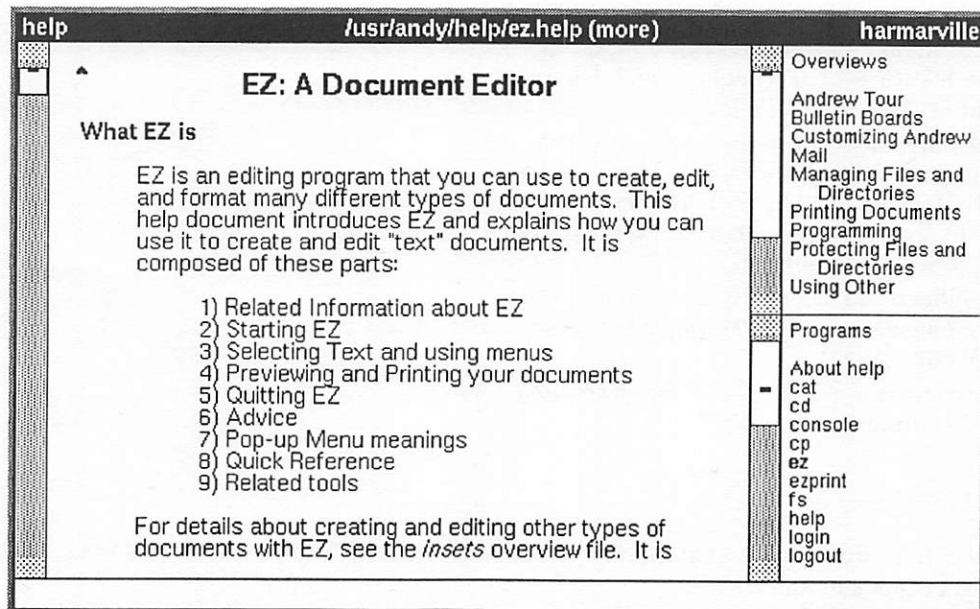 help /usr/andy/help/ez.help (more) harmarville
EZ: A Document Editor
What EZ is
EZ is an editing program that you can use to create, edit,
and format many different types of documents. This
help document introduces EZ and explains how you can
use it to create and edit "text" documents. It is
composed of these parts:
1) Related Information about EZ
2) Starting EZ
3) Selecting Text and using menus
4) Previewing and Printing your documents
5) Quitting EZ
6) Advice
7) Pop-up Menu meanings
8) Quick Reference
9) Related tools
For details about creating and editing other types of
documents with EZ, see the insets overview file. It is
Overviews
Andrew Tour
Bulletin Boards
Customizing Andrew
Mail
Managing Files and
Directories
Printing Documents
Programming
Protecting Files and
Directories
Using Other
Programs
About help
cat
cd
console
cp
ez
ezprint
fs
help
login
logout